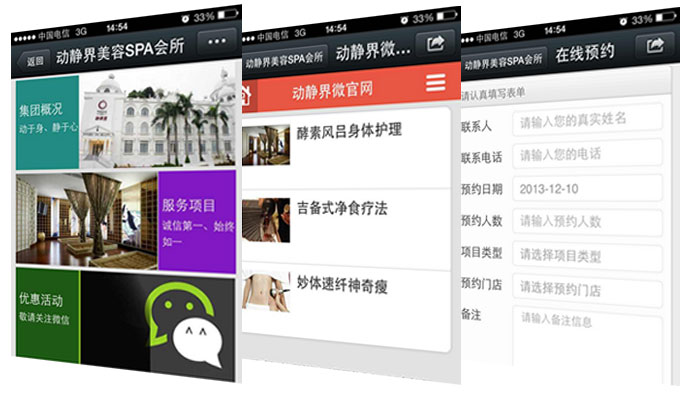 中国电信 3G 14:54 33%
返回 动静界美容SPA会所
集团概况
动于身、静于心
服务项目
诚信第一、始终
如一
优惠活动
敬请关注微信
中国电信 3G 14:54 33%
动静界美容SPA会所 动静界微...
动静界微官网
酵素风吕身体护理
吉备式净食疗法
妙体速纤神奇瘦
中国电信 3G 14:54 33%
动静界美容SPA会所 在线预约
请认真填写表单
联系人 请输入您的真实姓名
联系电话 请输入您的电话
预约日期 2013-12-10
预约人数 请输入预约人数
项目类型 请选择项目类型
预约门店 请选择预约门店
备注 请输入备注信息